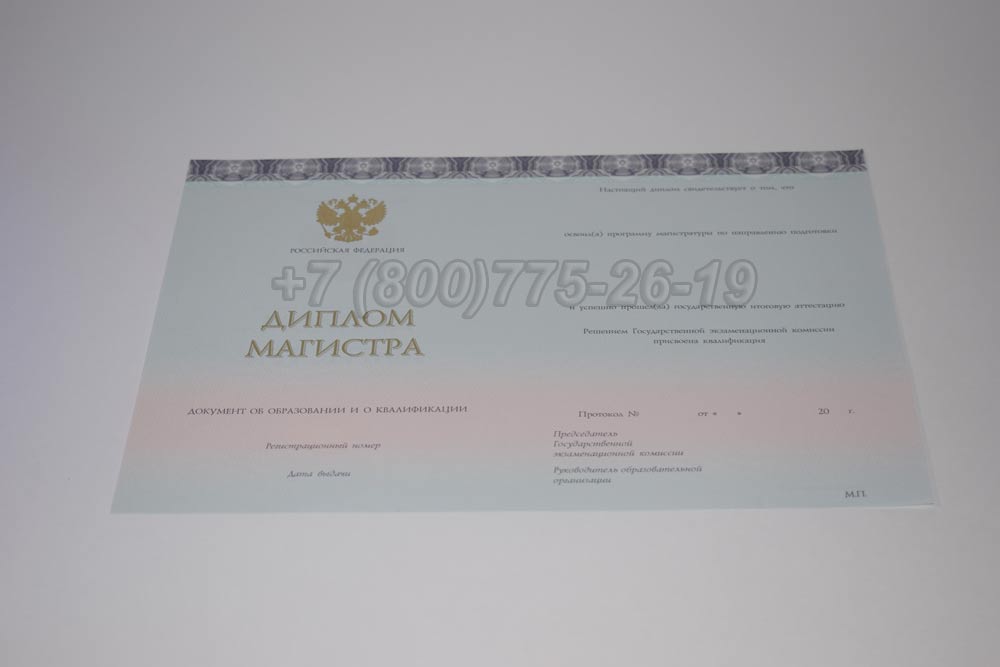 РОССИЙСКАЯ ФЕДЕРАЦИЯ
+7 (800)775-26-19
ДИПЛОМ
МАГИСТРА
ДОКУМЕНТ ОБ ОБРАЗОВАНИИ И О КВАЛИФИКАЦИИ
Регистрационный номер
Дата выдачи
Настоящий диплом свидетельствует о том, что
освоил(а) программу магистратуры по направлению подготовки
и успешно прошел(ла) государственную итоговую аттестацию
Решением Государственной экзаменационной комиссии
присвоена квалификация
Протокол № от « » 20 г.
Председатель
Государственной
экзаменационной комиссии
Руководитель образовательной
организации
М.П.